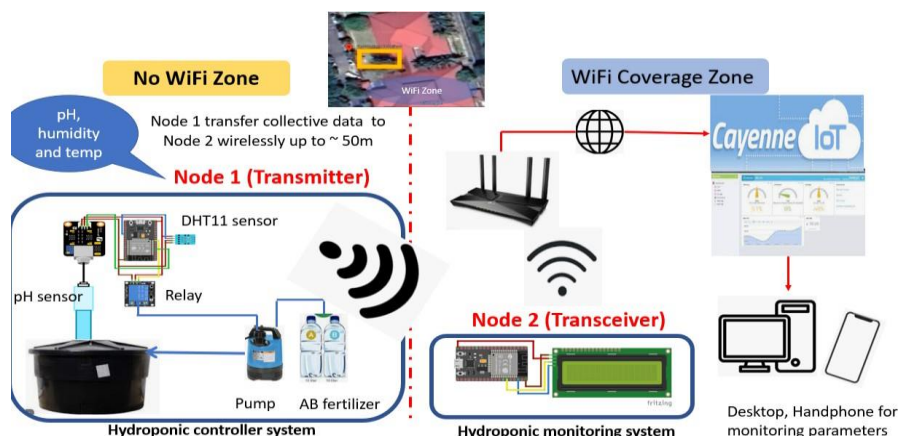 No WiFi Zone
WiFi Zone
WiFi Coverage Zone
pH,
humidity
and temp
Node 1 transfer collective data to
Node 2 wirelessly up to ~ 50m
Node 1 (Transmitter)
DHT11 sensor
pH sensor
Relay
A
B
Pump
AB fertilizer
Hydroponic controller system
Cayenne IoT
Node 2 (Transceiver)
fritzing
Hydroponic monitoring system
Desktop, Handphone for
monitoring parameters